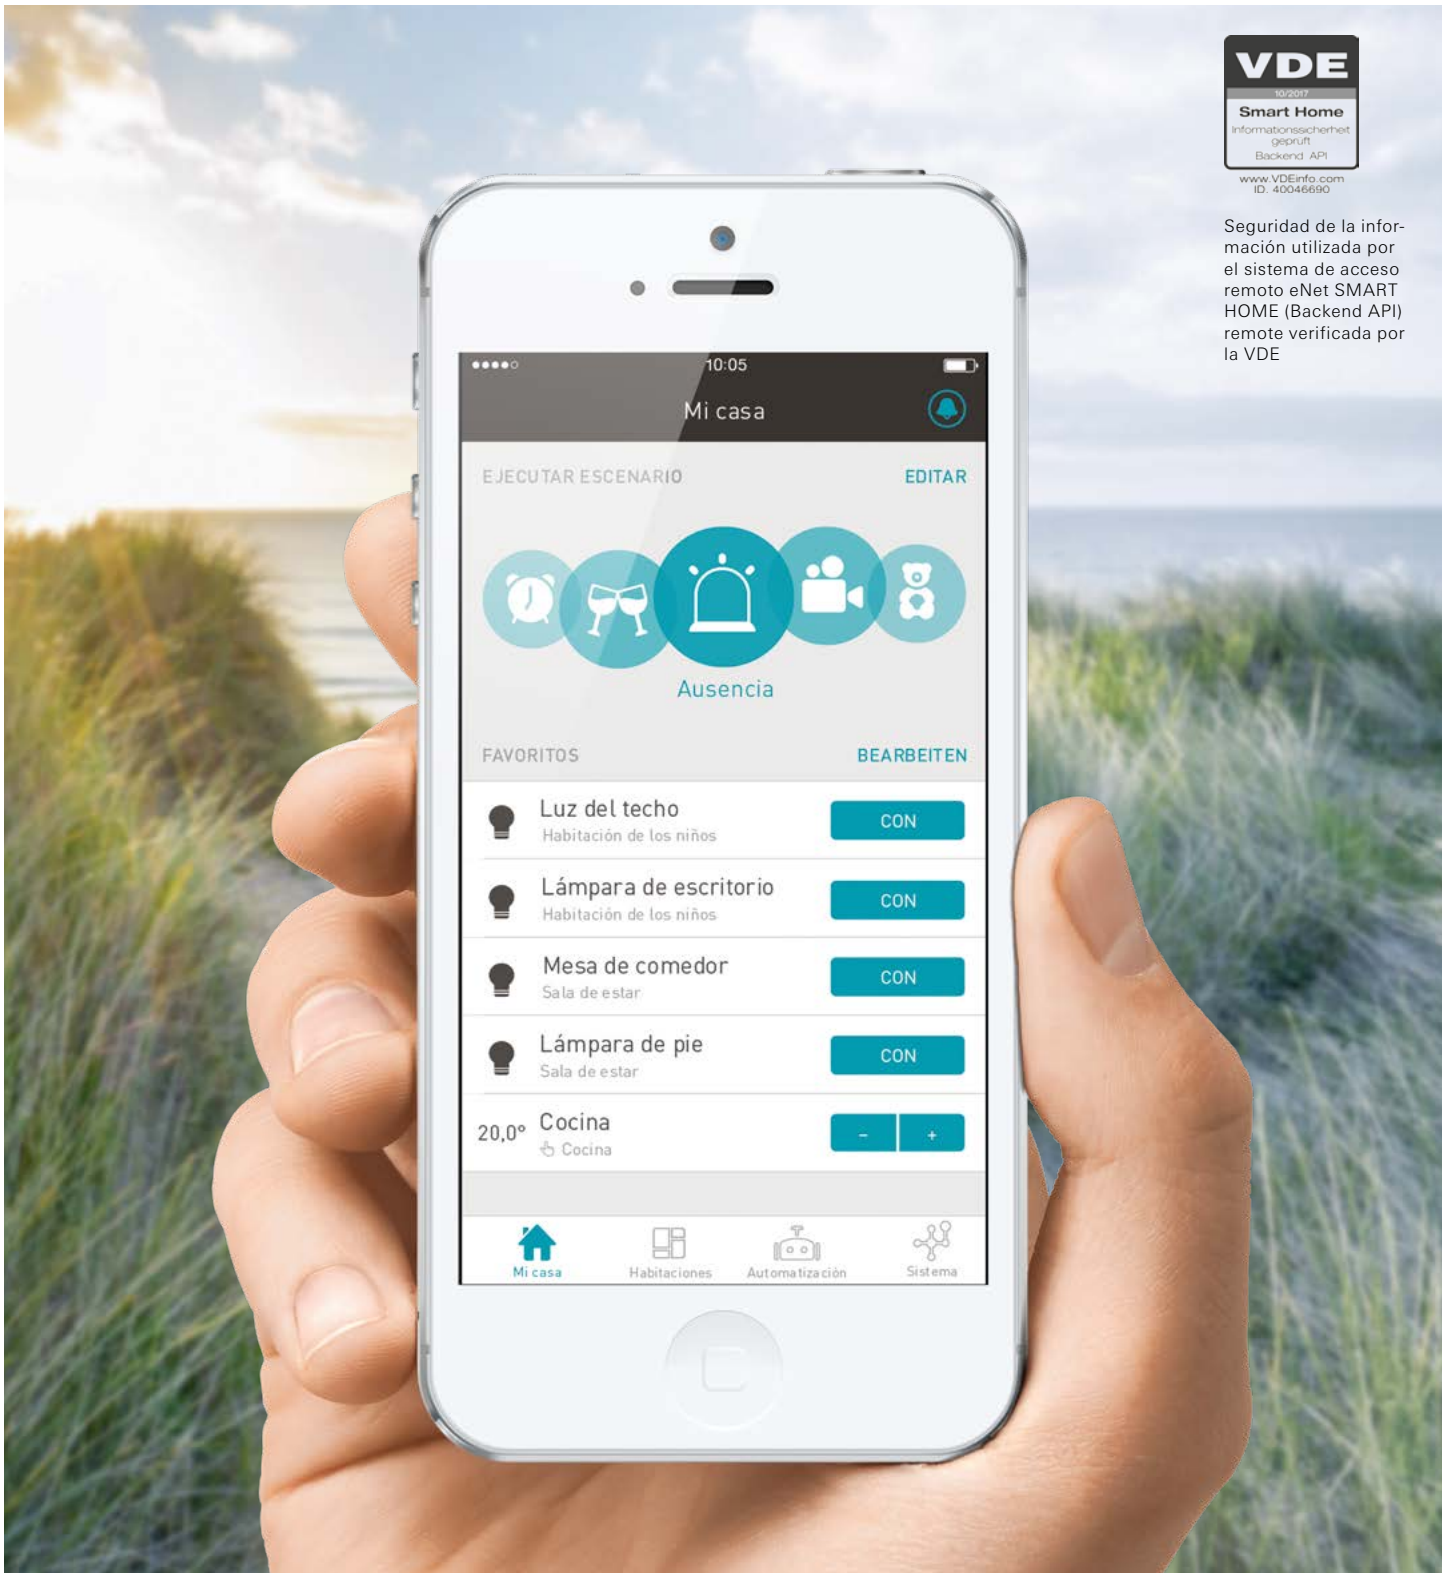 VDE
10/2017
Smart Home
Informationssicherheit
geprüft
Backend API
www.VDEinfo.com
ID. 40046690
Seguridad de la infor-
mación utilizada por
el sistema de acceso
remoto eNet SMART
HOME (Backend API)
remote verificada por
la VDE
10:05
Mi casa
EJECUTAR ESCENARIO EDITAR
Ausencia
FAVORITOS BEARBEITEN
Luz del techo
Habitación de los niños
CON
Lámpara de escritorio
Habitación de los niños
CON
Mesa de comedor
Sala de estar
CON
Lámpara de pie
Sala de estar
CON
20,0° Cocina
Cocina
- +
Mi casa Habitaciones Automatización Sistema